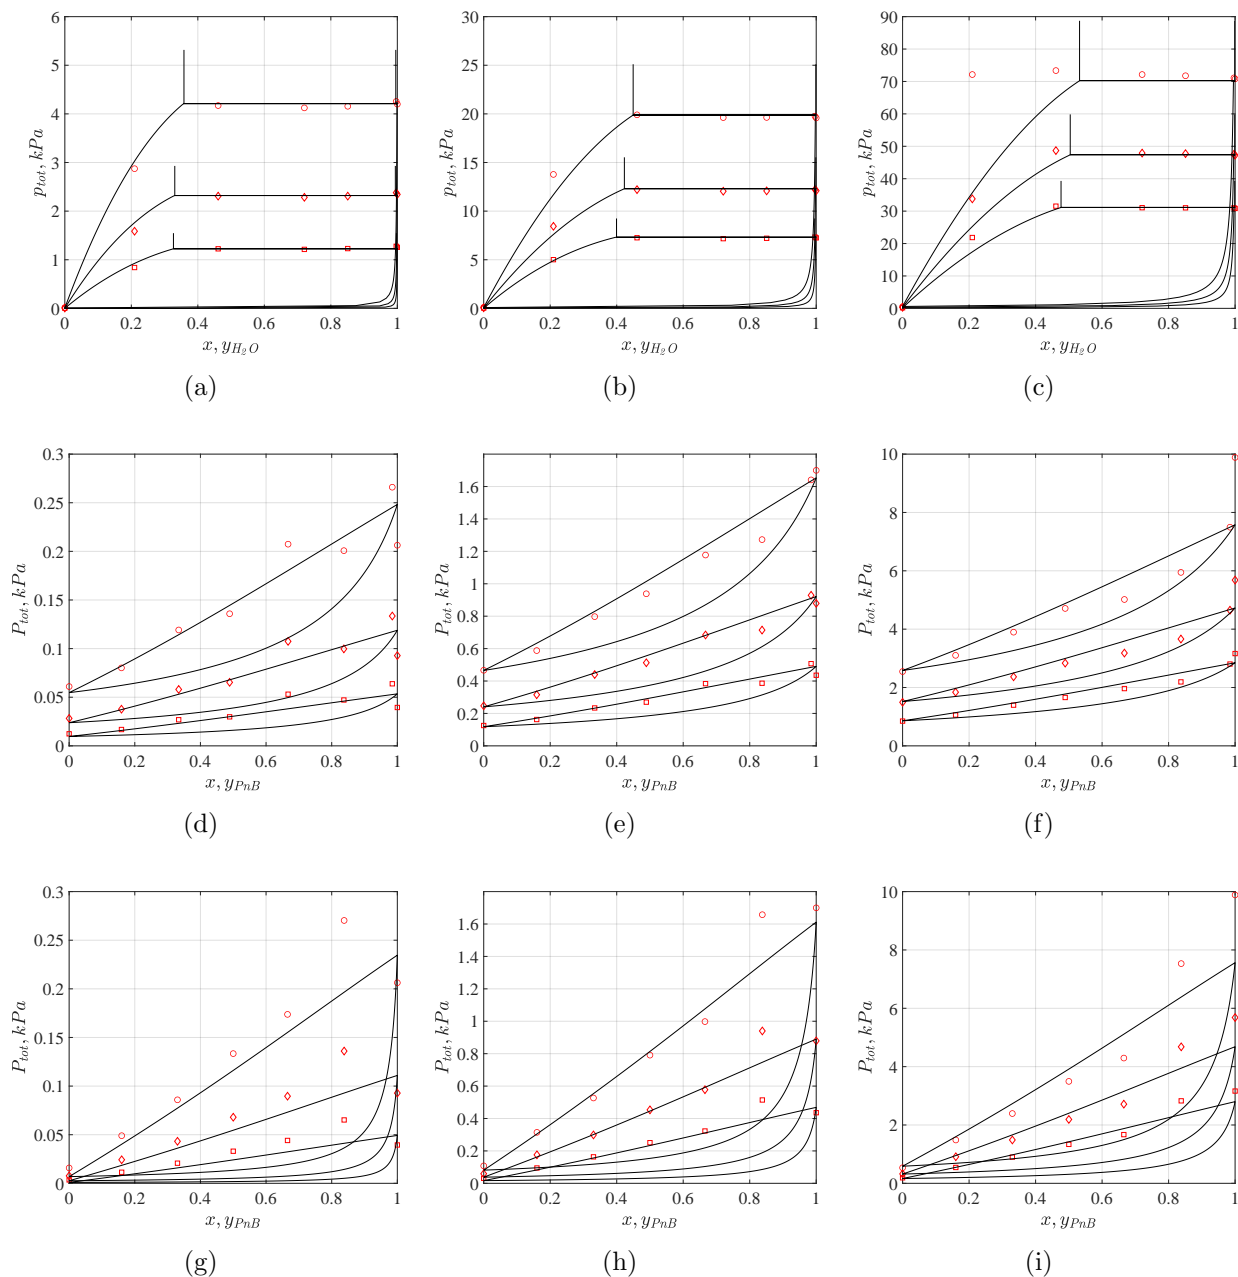 6
5
4
3
2
1
0
p_{tot}, kPa
0 0.2 0.4 0.6 0.8 1
x, y_{H_2O}
(a)
30
25
20
15
10
5
0
p_{tot}, kPa
0 0.2 0.4 0.6 0.8 1
x, y_{H_2O}
(b)
90
80
70
60
50
40
30
20
10
0
p_{tot}, kPa
0 0.2 0.4 0.6 0.8 1
x, y_{H_2O}
(c)
0.3
0.25
0.2
0.15
0.1
0.05
0
P_{tot}, kPa
0 0.2 0.4 0.6 0.8 1
x, y_{PnB}
(d)
1.6
1.4
1.2
1
0.8
0.6
0.4
0.2
0
P_{tot}, kPa
0 0.2 0.4 0.6 0.8 1
x, y_{PnB}
(e)
10
8
6
4
2
0
P_{tot}, kPa
0 0.2 0.4 0.6 0.8 1
x, y_{PnB}
(f)
0.3
0.25
0.2
0.15
0.1
0.05
0
P_{tot}, kPa
0 0.2 0.4 0.6 0.8 1
x, y_{PnB}
(g)
1.6
1.4
1.2
1
0.8
0.6
0.4
0.2
0
P_{tot}, kPa
0 0.2 0.4 0.6 0.8 1
x, y_{PnB}
(h)
10
8
6
4
2
0
P_{tot}, kPa
0 0.2 0.4 0.6 0.8 1
x, y_{PnB}
(i)